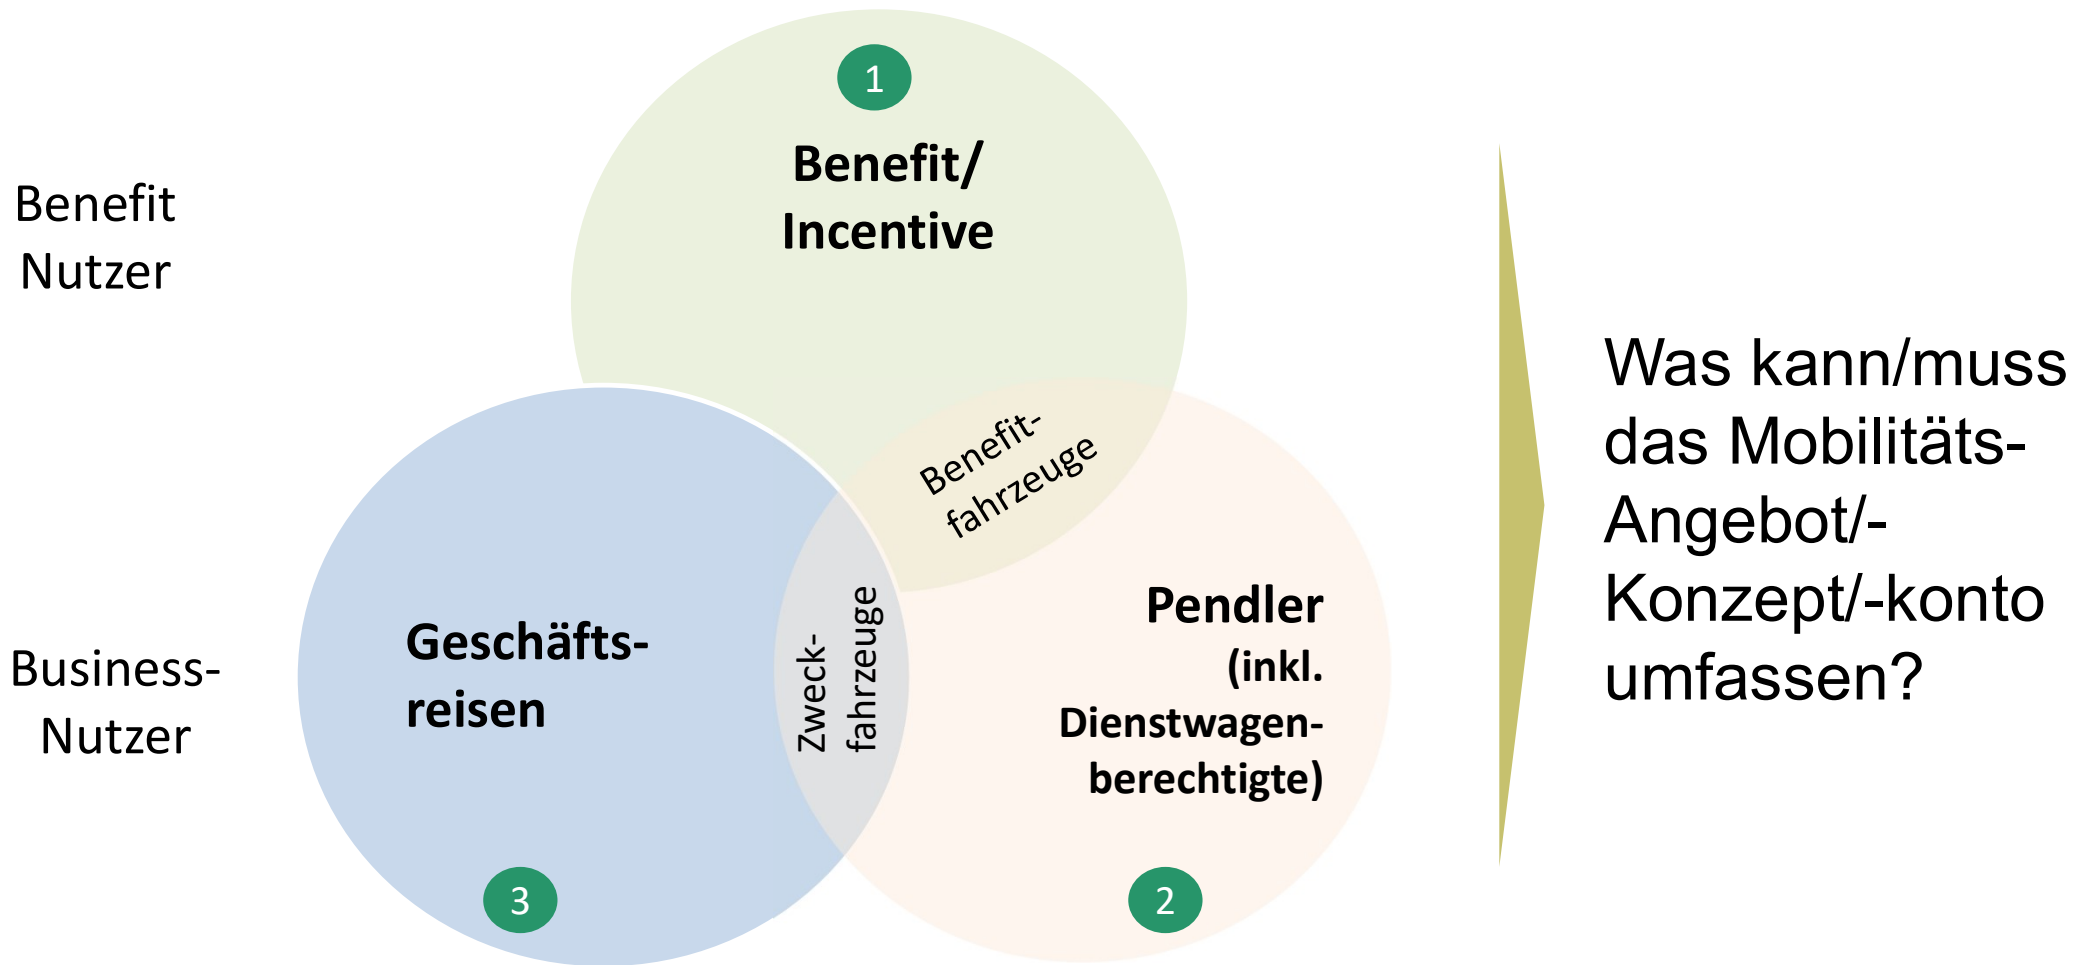 1
Benefit/
Incentive
Benefit
Nutzer
Benefit-
fahrzeuge
Zweck-
fahrzeuge
Geschäfts-
reisen
Business-
Nutzer
Pendler
(inkl.
Dienstwagen-
berechtigte)
3
2
Was kann/muss
das Mobilitäts-
Angebot/-
Konzept/-konto
umfassen?